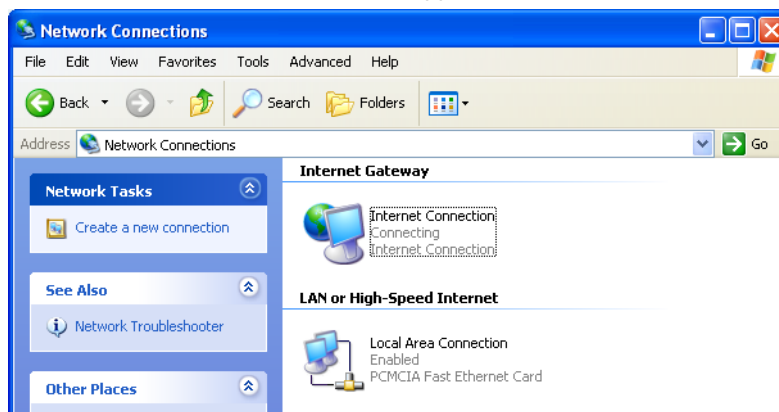 Network Connections
File Edit View Favorites Tools Advanced Help
Back Search Folders
Address Network Connections Go
Network Tasks
Create a new connection
See Also
Network Troubleshooter
Other Places
Internet Gateway
Internet Connection
Connecting
Internet Connection
LAN or High-Speed Internet
Local Area Connection
Enabled
PCMCIA Fast Ethernet Card